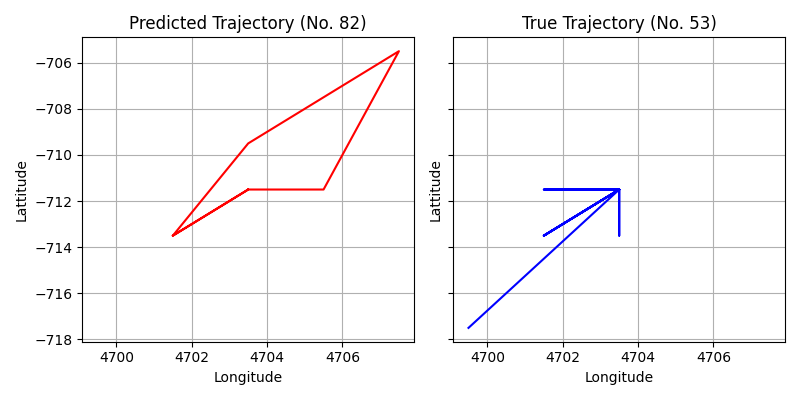 Predicted Trajectory (No. 82)
True Trajectory (No. 53)
Lattitude
−706
−708
−710
−712
−714
−716
−718
4700
4702
4704
4706
Longitude
Lattitude
4700
4702
4704
4706
Longitude